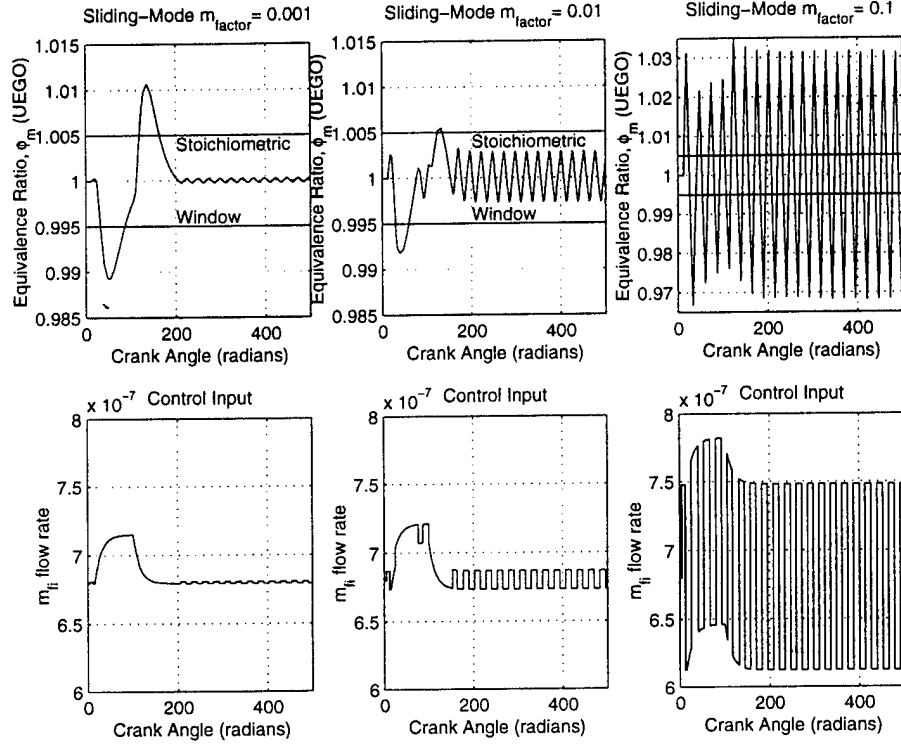 Sliding-Mode m_factor = 0.001
Equivalence Ratio, ϕ_m (UEGO)
1.015
1.01
1.005
1
0.995
0.99
0.985
Stoichiometric
Window
0 200 400
Crank Angle (radians)
Sliding-Mode m_factor = 0.01
Equivalence Ratio, ϕ_m (UEGO)
1.015
1.01
1.005
1
0.995
0.99
0.985
Stoichiometric
Window
0 200 400
Crank Angle (radians)
Sliding-Mode m_factor = 0.1
Equivalence Ratio, ϕ_m (UEGO)
1.03
1.02
1.01
1
0.99
0.98
0.97
0 200 400
Crank Angle (radians)
x 10^-7 Control Input
m_fi flow rate
8
7.5
7
6.5
6
0 200 400
Crank Angle (radians)
x 10^-7 Control Input
m_fi flow rate
8
7.5
7
6.5
6
0 200 400
Crank Angle (radians)
x 10^-7 Control Input
m_fi flow rate
8
7.5
7
6.5
6
0 200 400
Crank Angle (radians)